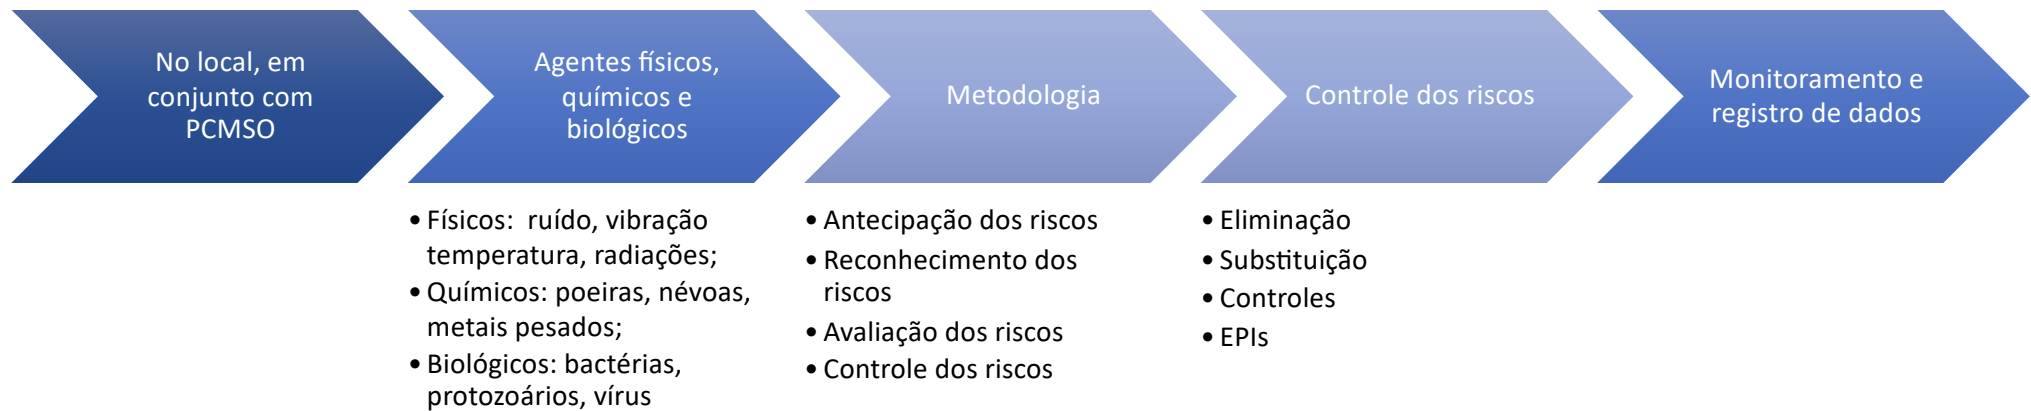 No local, em
conjunto com
PCMSO
Agentes físicos,
químicos e
biológicos
Metodologia
Controle dos riscos
Monitoramento e
registro de dados
• Físicos: ruído, vibração
temperatura, radiações;
• Químicos: poeiras, névoas,
metais pesados;
• Biológicos: bactérias,
protozoários, vírus
• Antecipação dos riscos
• Reconhecimento dos
riscos
• Avaliação dos riscos
• Controle dos riscos
• Eliminação
• Substituição
• Controles
• EPIs